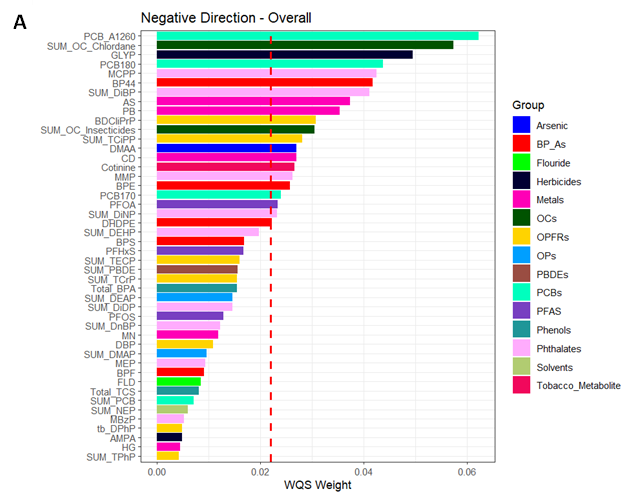 A
Negative Direction - Overall
PCB_A1260
SUM_OC_Chlordane
GLYP
PCB180
MCPP
BP44
SUM_DiBP
AS
PB
BDCliPrP
SUM_OC_Insecticides
SUM_TCiPP
DMAA
CD
Cotinine
MMP
BPE
PCB170
PFOA
SUM_DiNP
DHDPE
SUM_DEHP
BPS
PFHxS
SUM_TECP
SUM_PBDE
SUM_TCrP
Total_BPA
SUM_DEAP
SUM_DiDP
PFOS
SUM_DnBP
MN
DBP
SUM_DMAP
MEP
BPF
FLD
Total_TCS
SUM_PCB
SUM_NEP
MBzP
tb_DPhP
AMPA
HG
SUM_TPhP
0.00 0.02 0.04 0.06
WQS Weight
Group
Arsenic
BP_As
Flouride
Herbicides
Metals
OCs
OPFRs
OPs
PBDEs
PCBs
PFAS
Phenols
Phthalates
Solvents
Tobacco_Metabolite